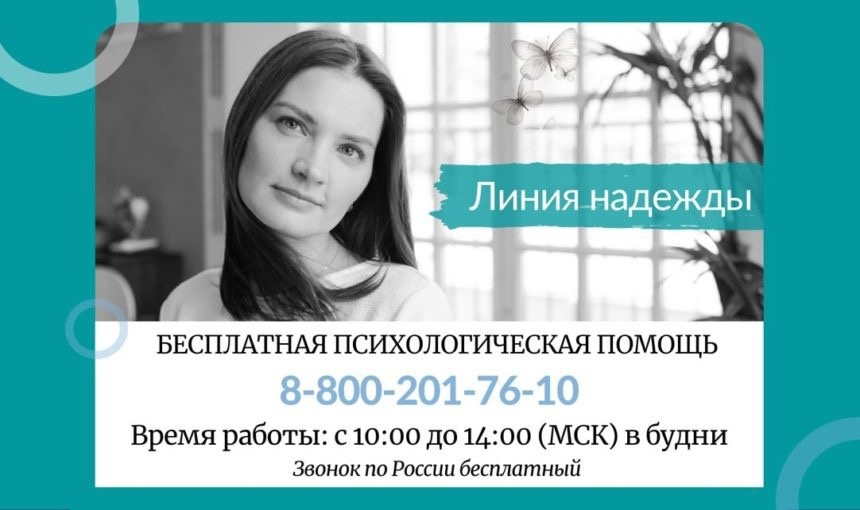 Линия надежды
БЕСПЛАТНАЯ ПСИХОЛОГИЧЕСКАЯ ПОМОЩЬ
8-800-201-76-10
Время работы: с 10:00 до 14:00 (МСК) в будни
Звонок по России бесплатный